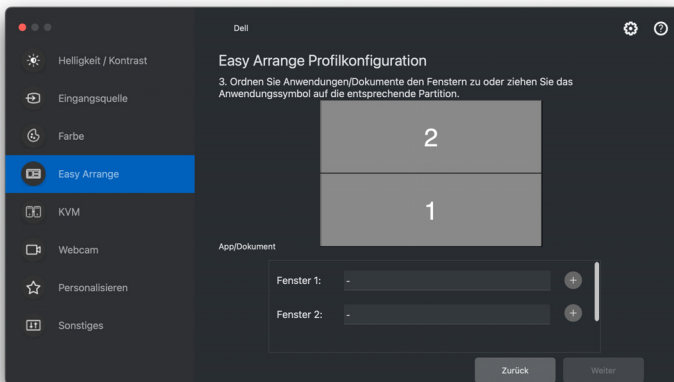 Dell
Helligkeit / Kontrast
Eingangsquelle
Farbe
Easy Arrange
KVM
Webcam
Personalisieren
Sonstiges
Easy Arrange Profilkonfiguration
3. Ordnen Sie Anwendungen/Dokumente den Fenstern zu oder ziehen Sie das
Anwendungssymbol auf die entsprechende Partition.
2
1
App/Dokument
Fenster 1: -
Fenster 2: -
Zurück
Weiter